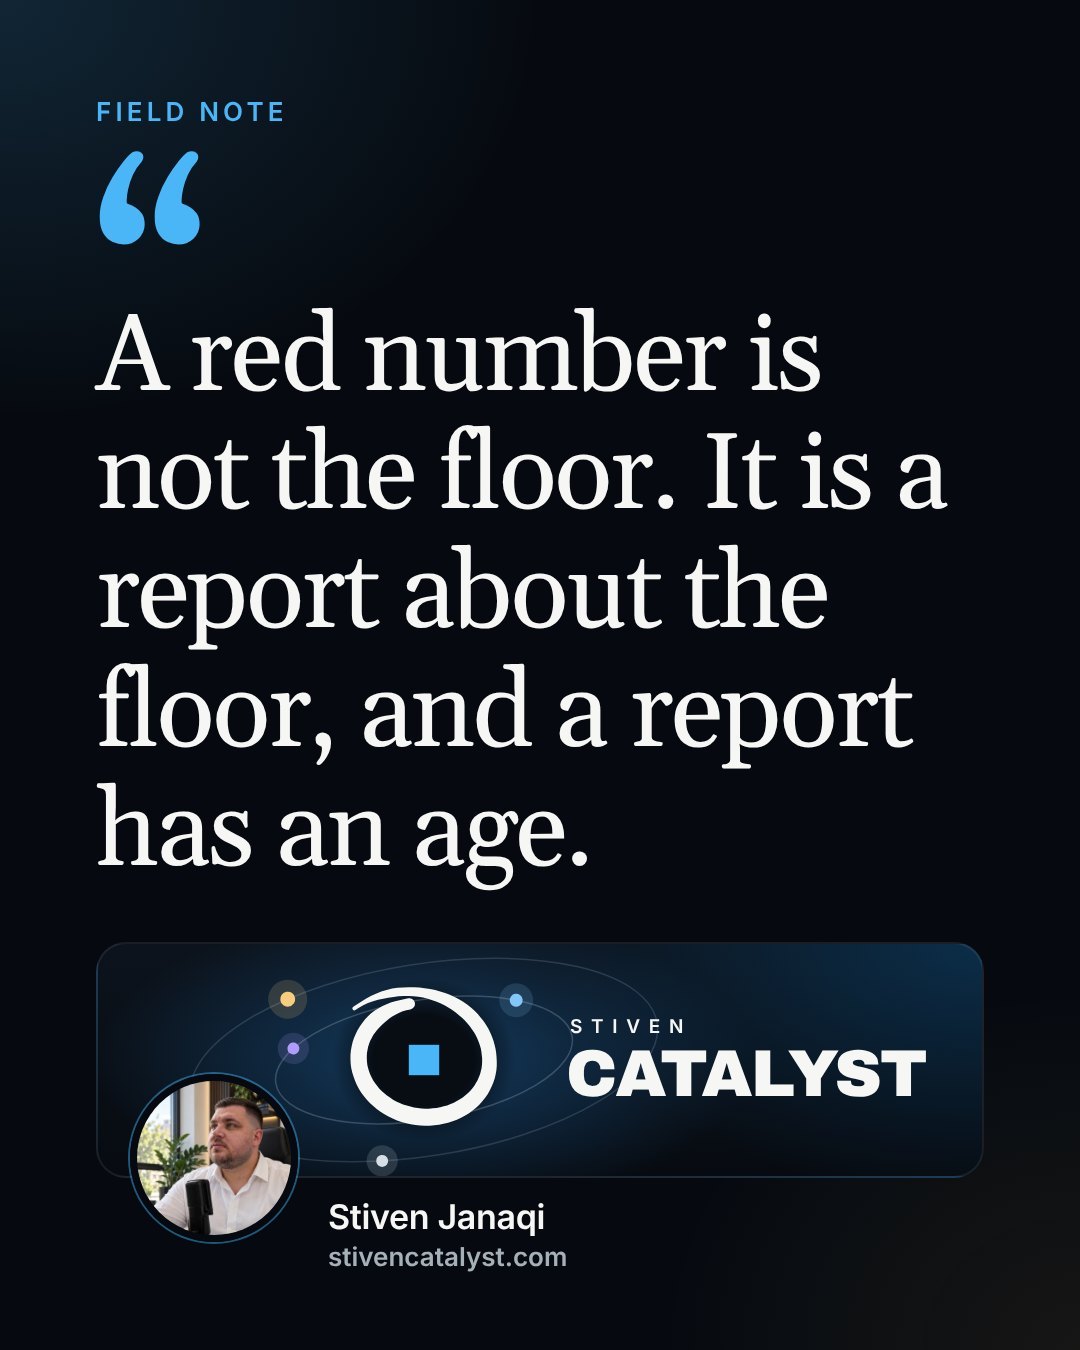 FIELD NOTE
“
A red number is
not the floor. It is a
report about the
floor, and a report
has an age.
STIVEN
CATALYST
Stiven Janaqi
stivencatalyst.com